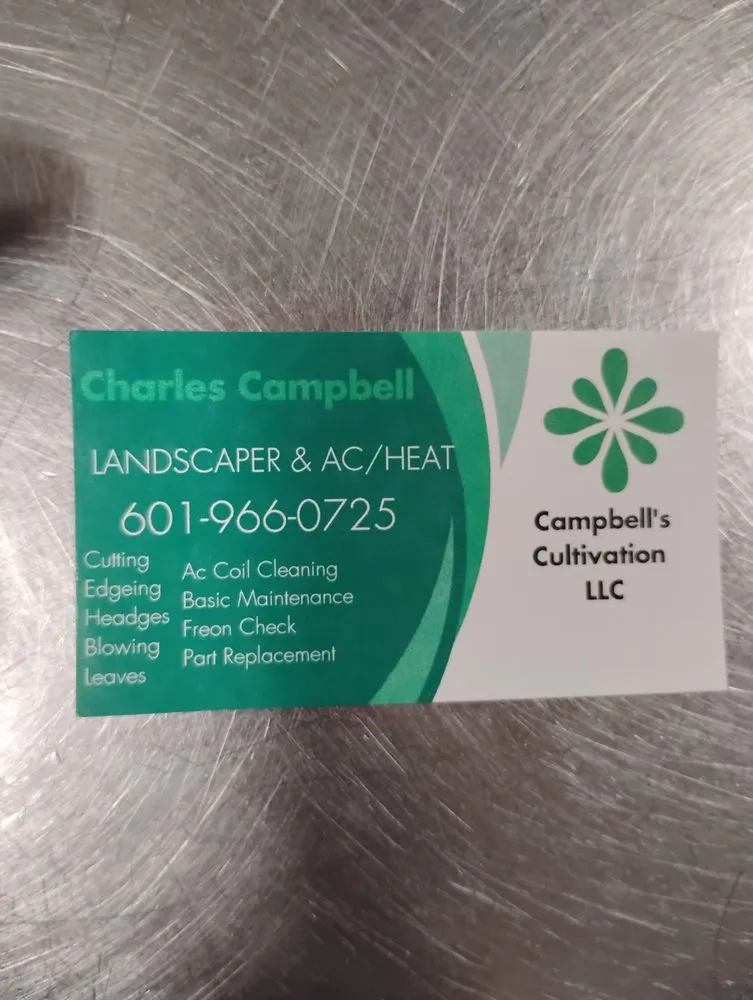 Charles Campbell
LANDSCAPER & AC/HEAT
601-966-0725
Cutting
Edgeing
Headges
Blowing
Leaves
Ac Coil Cleaning
Basic Maintenance
Freon Check
Part Replacement
Campbell's
Cultivation
LLC